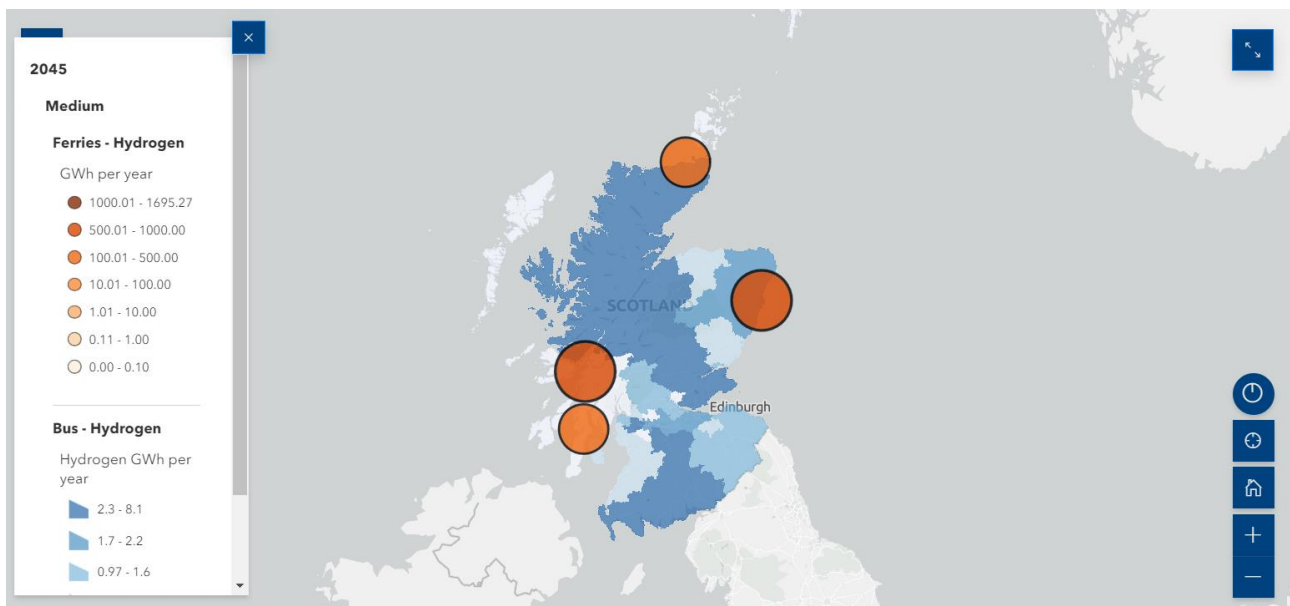 2045
Medium
Ferries - Hydrogen
GWh per year
1000.01 - 1695.27
500.01 - 1000.00
100.01 - 500.00
10.01 - 100.00
1.01 - 10.00
0.11 - 1.00
0.00 - 0.10
Bus - Hydrogen
Hydrogen GWh per
year
2.3 - 8.1
1.7 - 2.2
0.97 - 1.6
SCOTLAND
Edinburgh